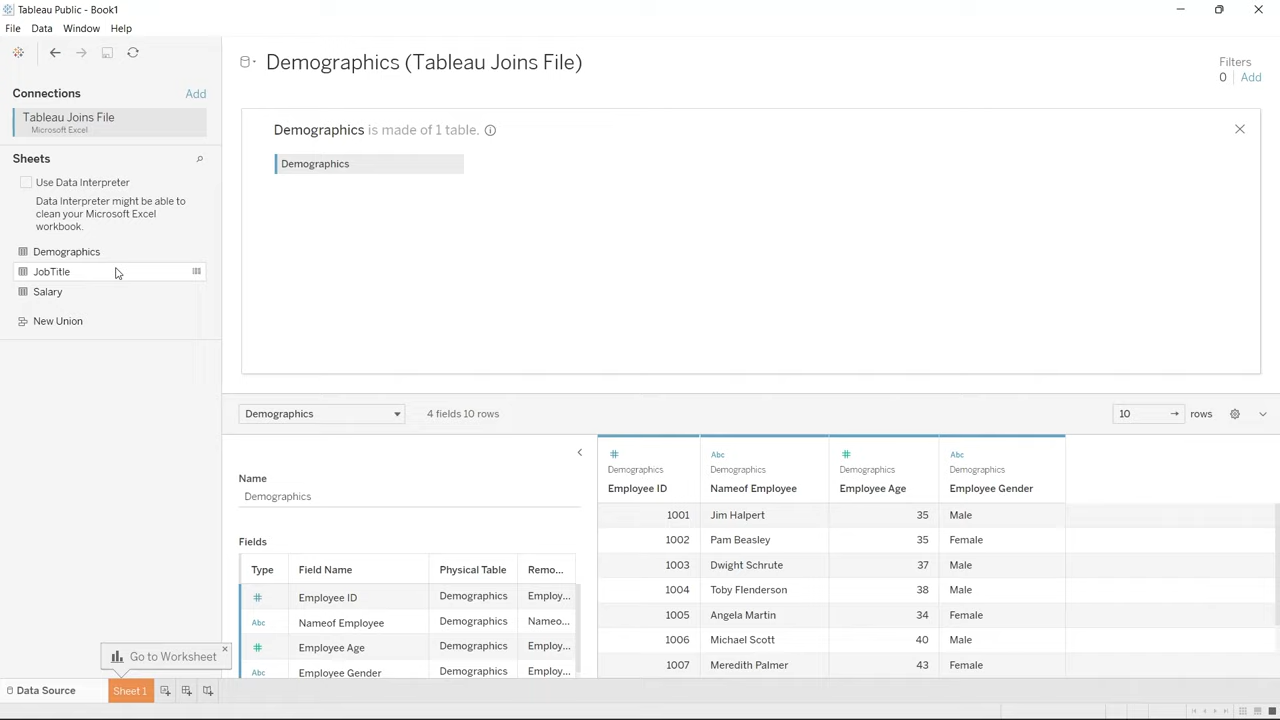 Tableau Public - Book1
File Data Window Help
Connections Add
Tableau Joins File
Microsoft Excel
Sheets
Use Data Interpreter
Data Interpreter might be able to
clean your Microsoft Excel
workbook.
Demographics
JobTitle
Salary
New Union
Demographics (Tableau Joins File)
Filters
0 Add
Demographics is made of 1 table.
Demographics
Demographics 4 fields 10 rows 10 rows
Name
Demographics
Fields
Type Field Name Physical Table Remo...
# Employee ID Demographics Employ...
Abc Nameof Employee Demographics Nameo...
# Employee Age Demographics Employ...
Abc Employee Gender Demographics Employ...
# Abc # Abc
Demographics Demographics Demographics Demographics
Employee ID Nameof Employee Employee Age Employee Gender
1001 Jim Halpert 35 Male
1002 Pam Beasley 35 Female
1003 Dwight Schrute 37 Male
1004 Toby Flenderson 38 Male
1005 Angela Martin 34 Female
1006 Michael Scott 40 Male
1007 Meredith Palmer 43 Female
Go to Worksheet
Data Source Sheet 1